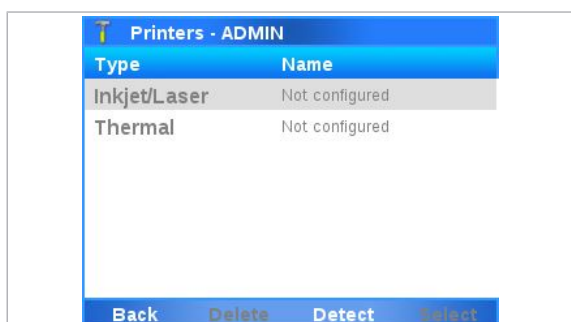 Printers - ADMIN
Type Name
Inkjet/Laser Not configured
Thermal Not configured
Back Delete Detect Select